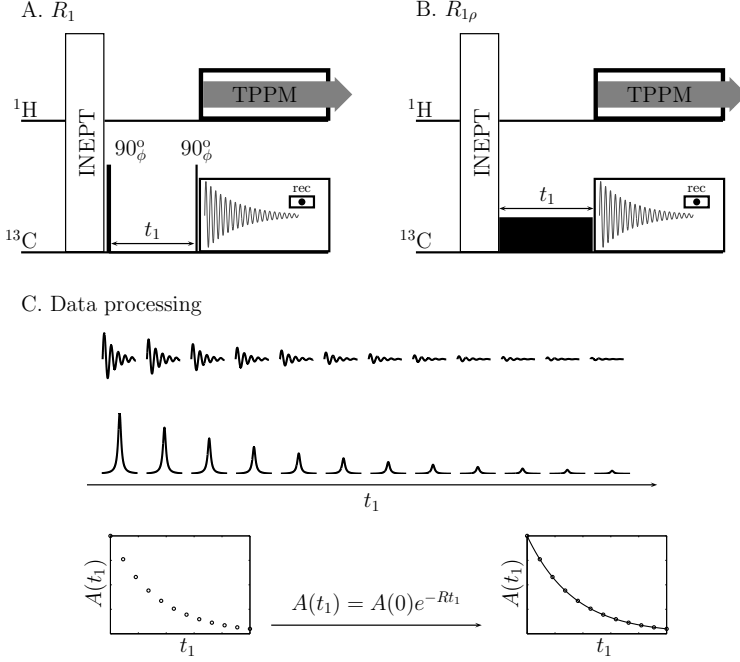 A. R₁
B. R₁ρ
¹H
INEPT
TPPM
90°ϕ
90°ϕ
rec
t₁
¹³C
¹H
INEPT
TPPM
rec
t₁
¹³C
C. Data processing
t₁
A(t₁)
t₁
A(t₁) = A(0)e⁻ᴿᵗ¹
A(t₁)
t₁